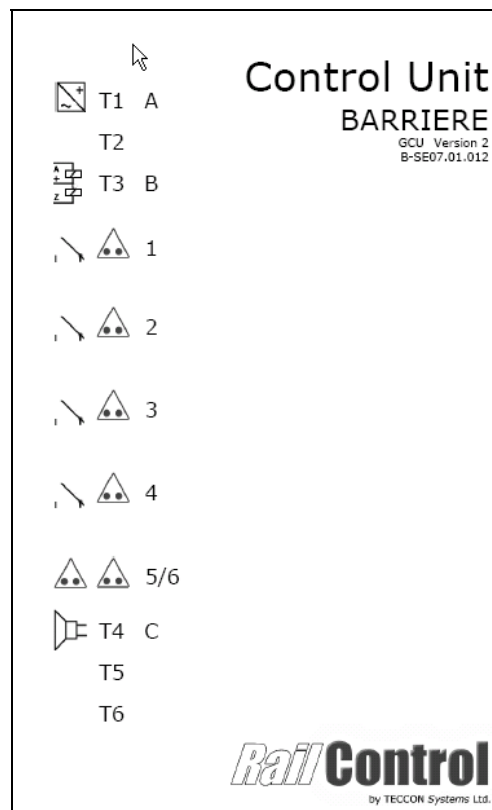 Control Unit
BARRIERE
GCU Version 2
B-SE07.01.012
T1 A
T2
T3 B
1
2
3
4
5/6
T4 C
T5
T6
RailControl
by TECCON Systems Ltd.